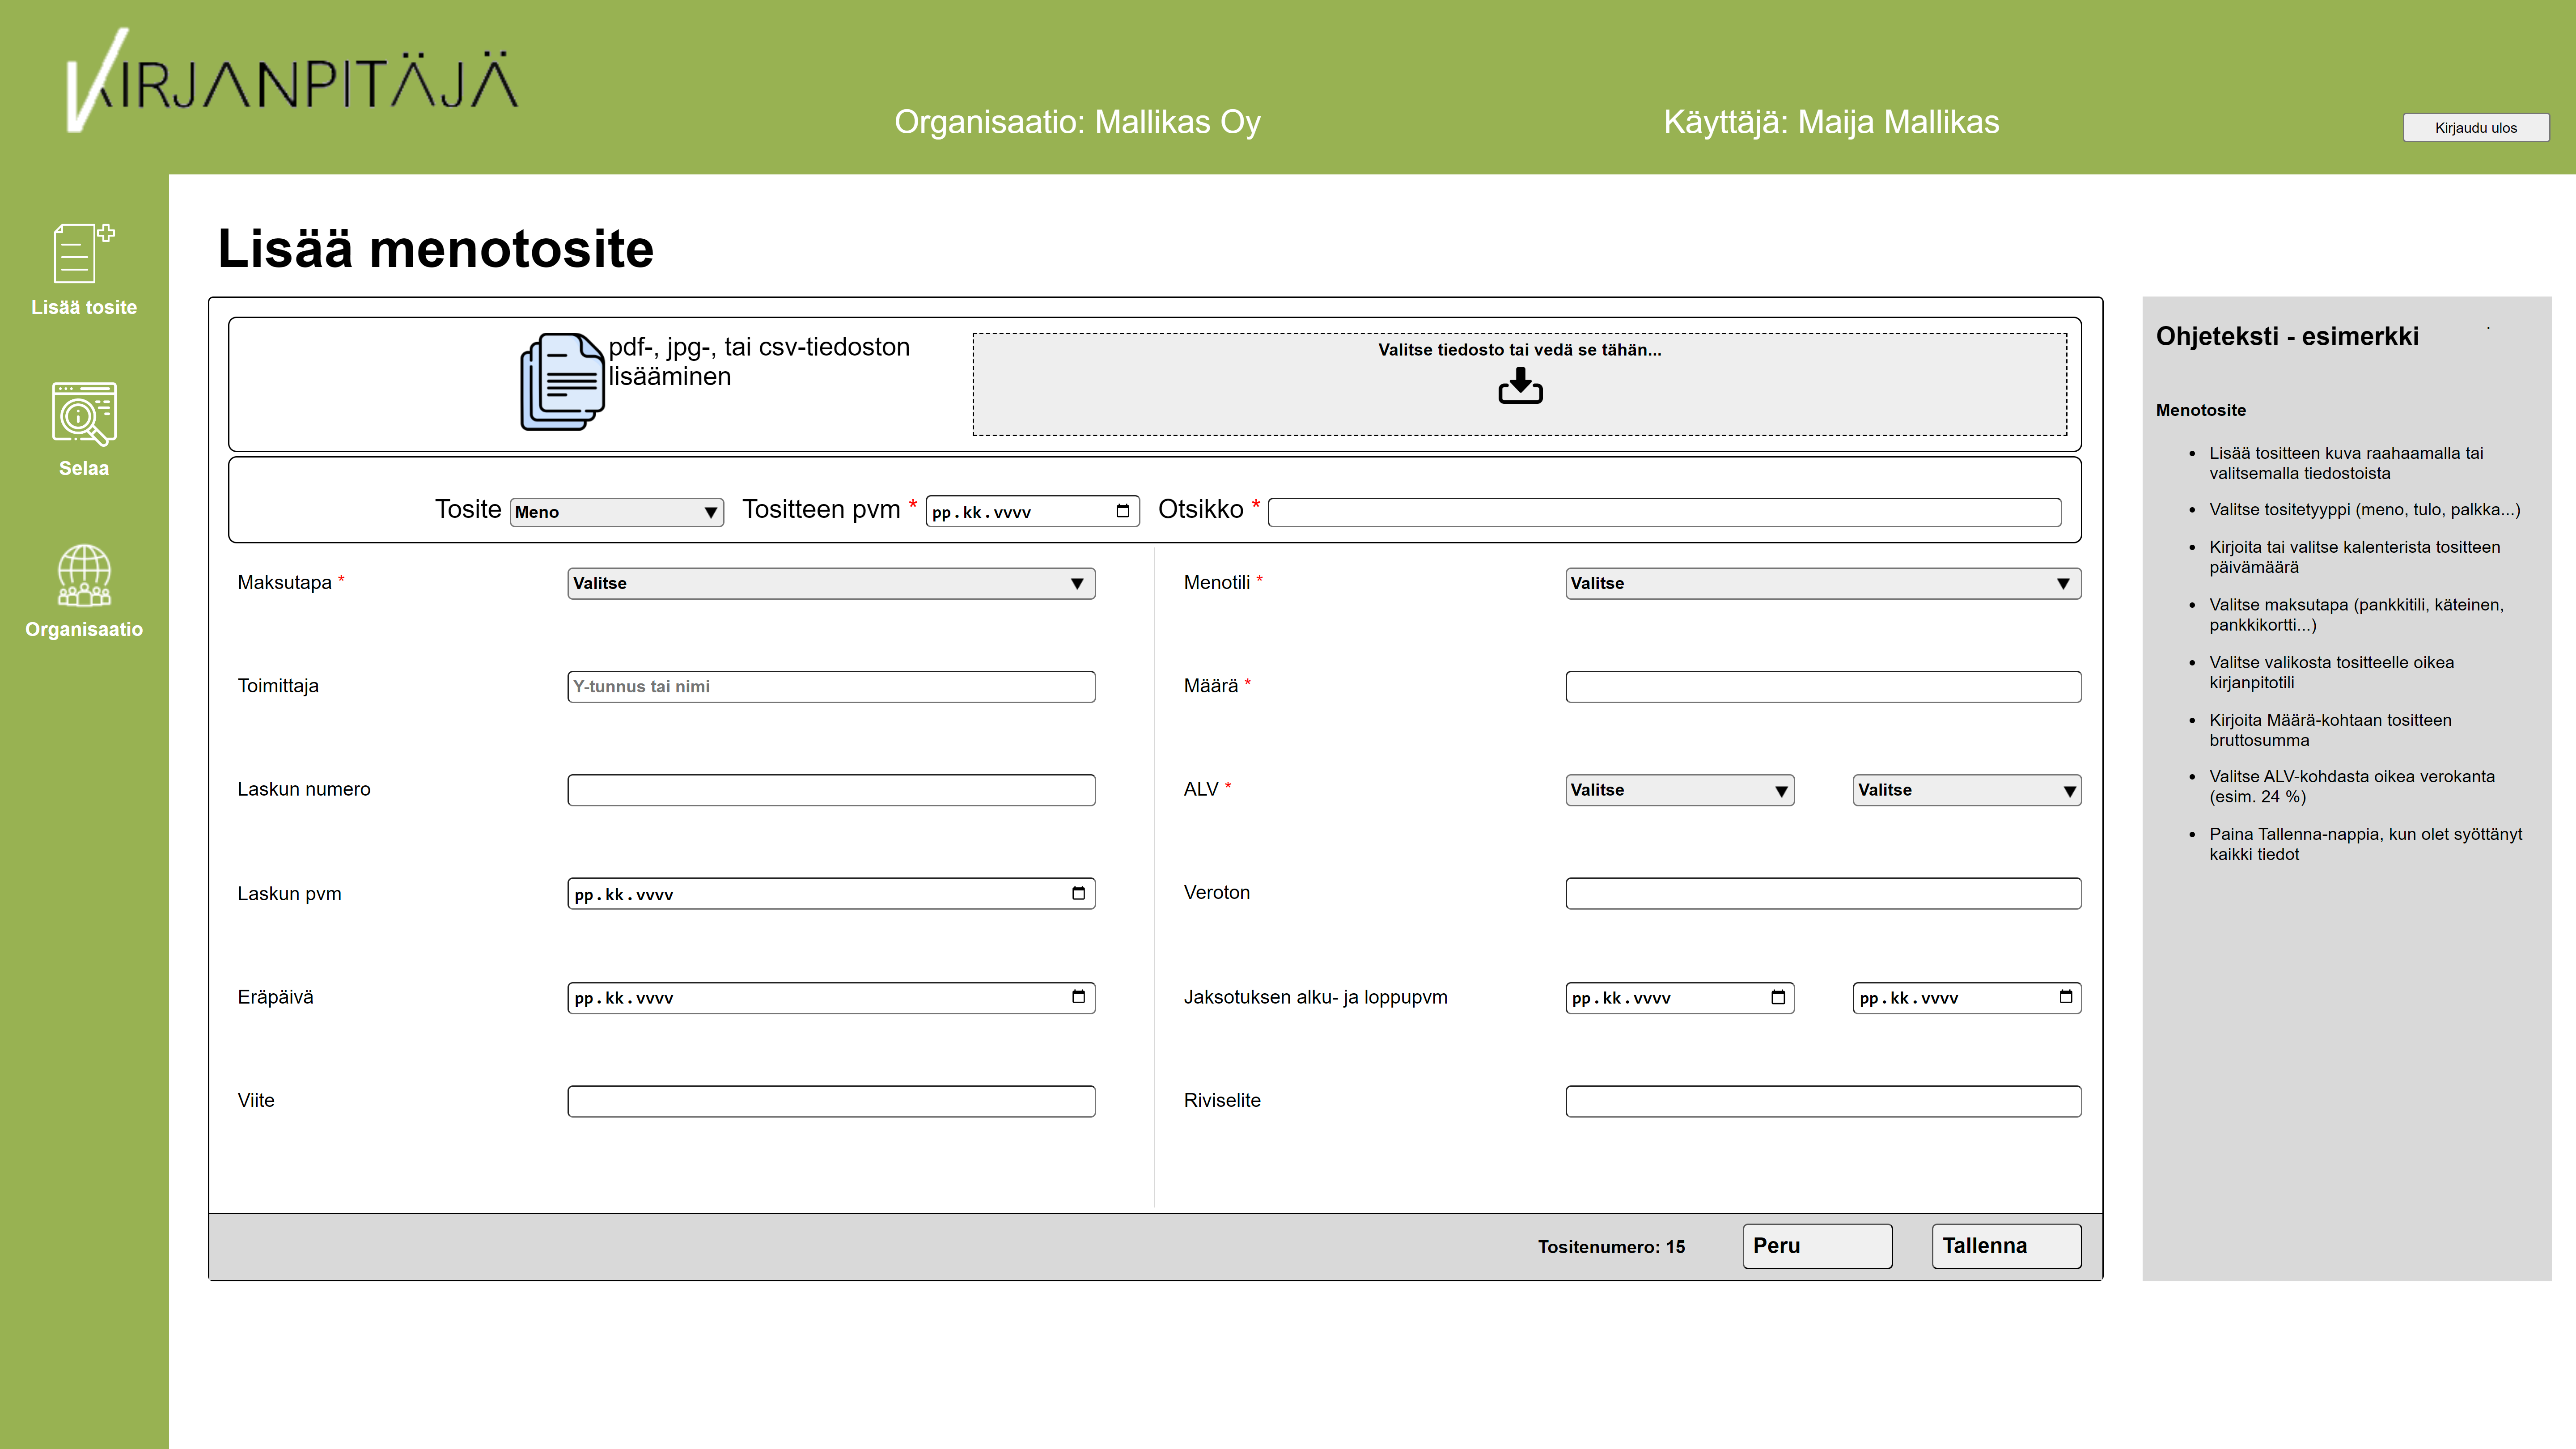 KIRJANPITÄJÄ
Organisaatio: Mallikas Oy
Käyttäjä: Maija Mallikas
Kirjaudu ulos
Lisää tosite
Selaa
Organisaatio
Lisää menotosite
pdf-, jpg-, tai csv-tiedoston
lisääminen
Valitse tiedosto tai vedä se tähän...
Tosite Meno Tositteen pvm * pp.kk.vvvv Otsikko *
Maksutapa * Valitse
Toimittaja Y-tunnus tai nimi
Laskun numero
Laskun pvm pp.kk.vvvv
Eräpäivä pp.kk.vvvv
Viite
Menotili * Valitse
Määrä *
ALV * Valitse Valitse
Veroton
Jaksotuksen alku- ja loppupvm pp.kk.vvvv pp.kk.vvvv
Riviselite
Tositenumero: 15 Peru Tallenna
Ohjeteksti - esimerkki
Menotosite
• Lisää tositteen kuva raahaamalla tai
valitsemalla tiedostoista
• Valitse tositetyyppi (meno, tulo, palkka...)
• Kirjoita tai valitse kalenterista tositteen
päivämäärä
• Valitse maksutapa (pankkitili, käteinen,
pankkikortti...)
• Valitse valikosta tositteelle oikea
kirjanpitotili
• Kirjoita Määrä-kohtaan tositteen
bruttosumma
• Valitse ALV-kohdasta oikea verokanta
(esim. 24 %)
• Paina Tallenna-nappia, kun olet syöttänyt
kaikki tiedot